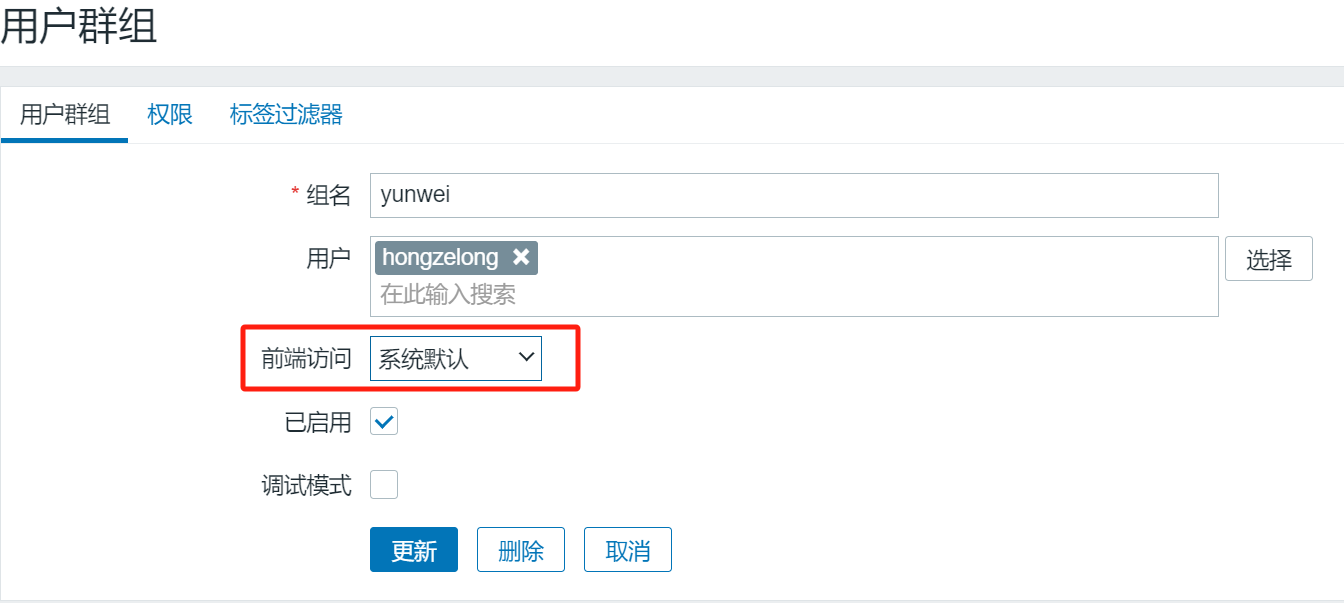 用户群组
用户群组 权限 标签过滤器
* 组名 yunwei
用户 hongzelong 选择
在此输入搜索
前端访问 系统默认
已启用
调试模式
更新 删除 取消